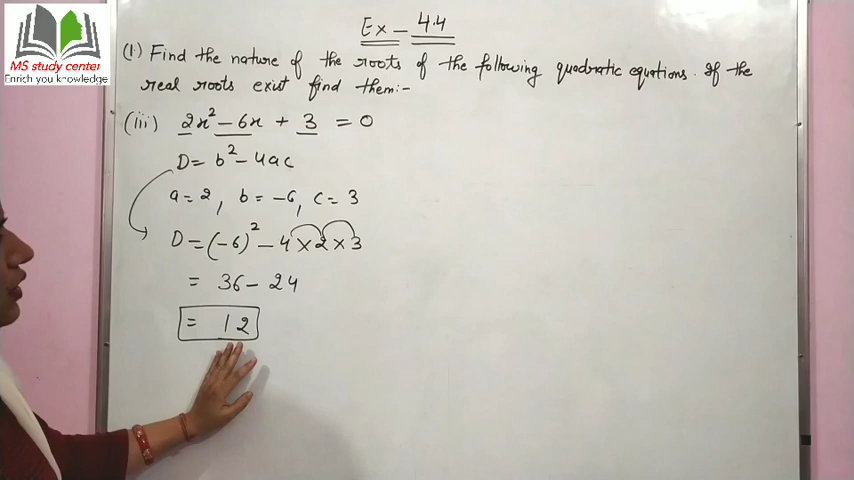 MS study center
Enrich you knowledge
Ex - 4.4
(1.) Find the nature of the roots of the following quadratic equations. If the
real roots exist find them:-
(iii) 2x² - 6x + 3 = 0
D = b² - 4ac
a = 2, b = -6, c = 3
D = (-6)² - 4 × 2 × 3
= 36 - 24
= 12